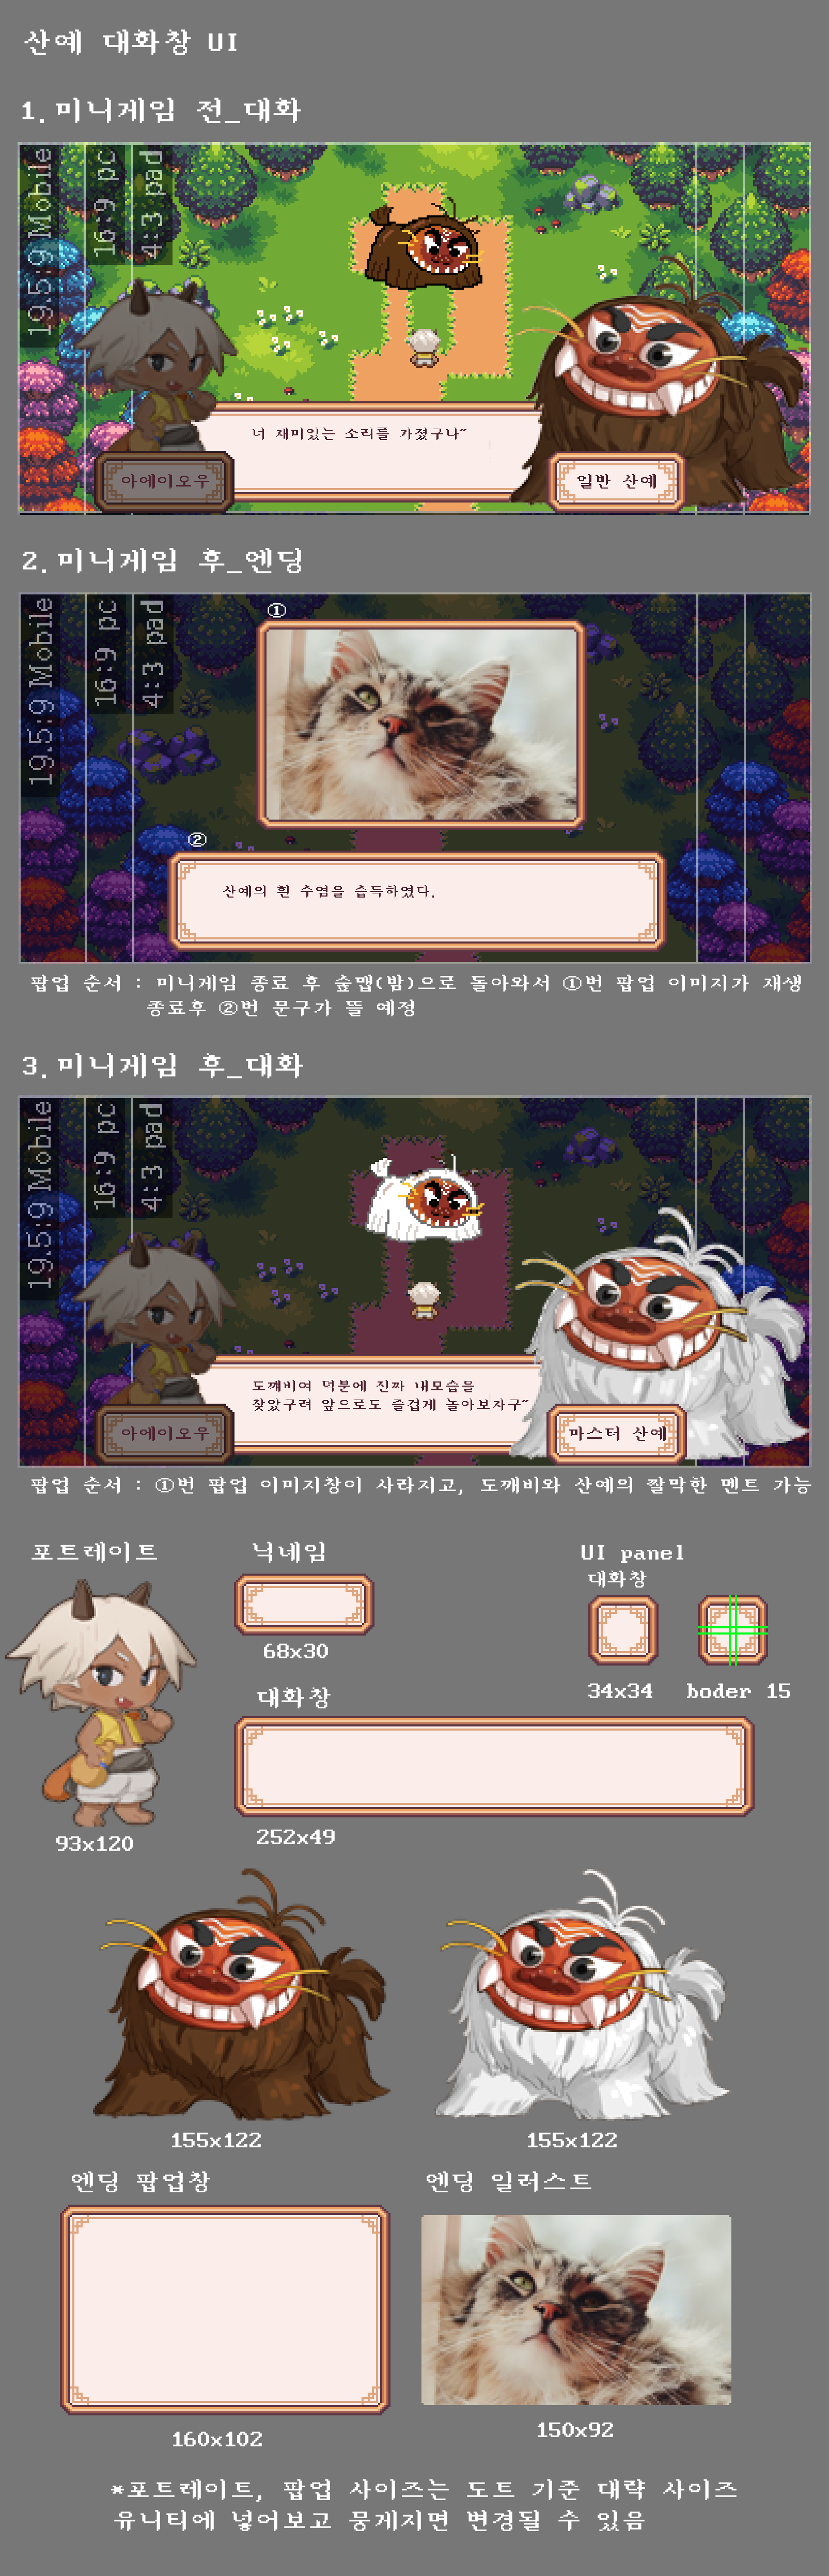 산예 대화창 UI
1.미니게임 전_대화
19.5:9 Mobile
16:9 pc
4:3 pad
너 재미있는 소리를 가졌구나~
아에이오우
일반 산예
2.미니게임 후_엔딩
19.5:9 Mobile
16:9 pc
4:3 pad
①
②
산예의 흰 수염을 습득하였다.
팝업 순서 : 미니게임 종료 후 숲맵(밤)으로 돌아와서 ①번 팝업 이미지가 재생
종료후 ②번 문구가 뜰 예정
3.미니게임 후_대화
19.5:9 Mobile
16:9 pc
4:3 pad
도깨비여 덕분에 진짜 내모습을
찾았구려 앞으로도 즐겁게 놀아보자구~
아에이오우
마스터 산예
팝업 순서 : ①번 팝업 이미지창이 사라지고, 도깨비와 산예의 짤막한 멘트 가능
포트레이트
닉네임
UI panel
대화창
68x30
대화창
34x34
boder 15
93x120
252x49
155x122
155x122
엔딩 팝업창
엔딩 일러스트
160x102
150x92
*포트레이트, 팝업 사이즈는 도트 기준 대략 사이즈
유니티에 넣어보고 뭉게지면 변경될 수 있음